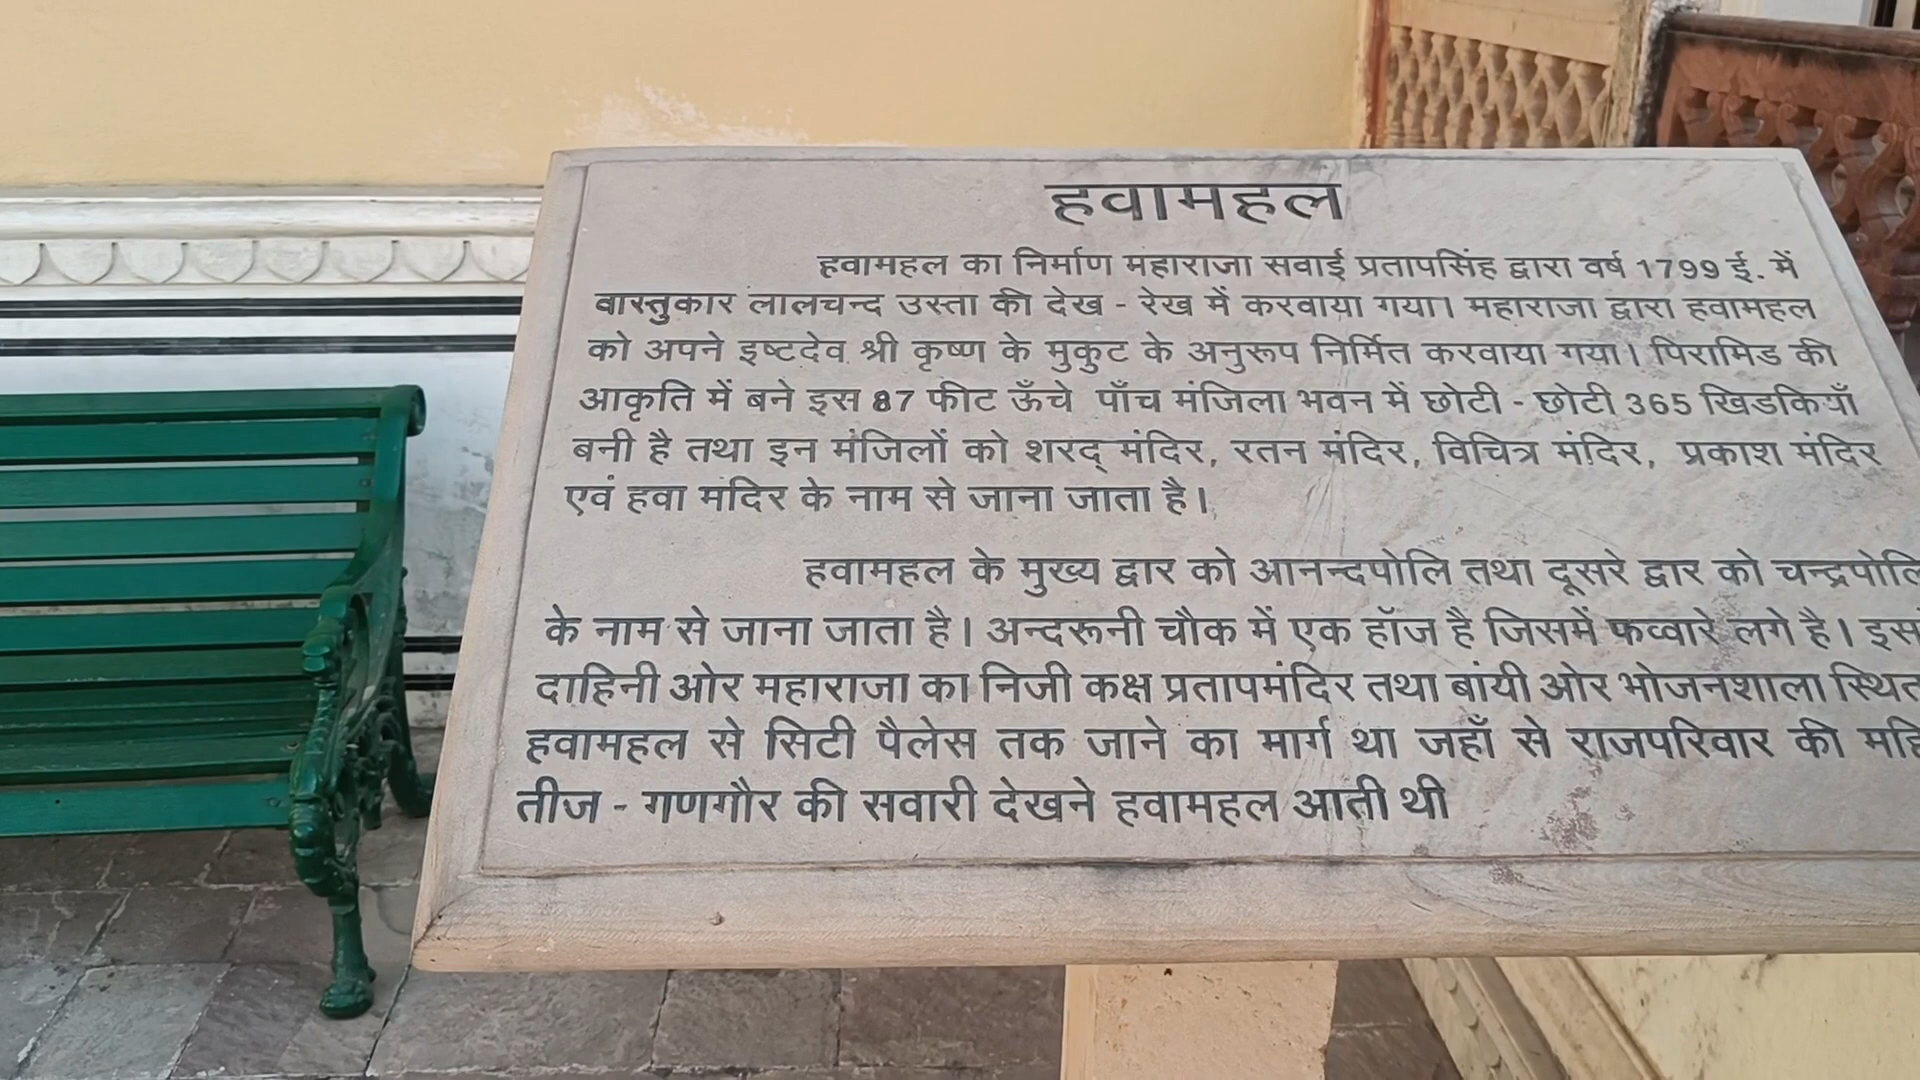 हवामहल
हवामहल का निर्माण महाराजा सवाई प्रतापसिंह द्वारा वर्ष 1799 ई. में
वास्तुकार लालचन्द उस्ता की देख - रेख में करवाया गया। महाराजा द्वारा हवामहल
को अपने इष्टदेव श्री कृष्ण के मुकुट के अनुरूप निर्मित करवाया गया। पिरामिड की
आकृति में बने इस 87 फीट ऊँचे पाँच मंजिला भवन में छोटी - छोटी 365 खिडकियाँ
बनी है तथा इन मंजिलों को शरद् मंदिर, रतन मंदिर, विचित्र मंदिर, प्रकाश मंदिर
एवं हवा मंदिर के नाम से जाना जाता है।
हवामहल के मुख्य द्वार को आनन्दपोलि तथा दूसरे द्वार को चन्द्रपोलि
के नाम से जाना जाता है। अन्दरूनी चौक में एक हॉज है जिसमें फव्वारे लगे है।
दाहिनी ओर महाराजा का निजी कक्ष प्रतापमंदिर तथा बांयी ओर भोजनशाला स्थित
हवामहल से सिटी पैलेस तक जाने का मार्ग था जहाँ से राजपरिवार की
तीज - गणगौर की सवारी देखने हवामहल आती थी